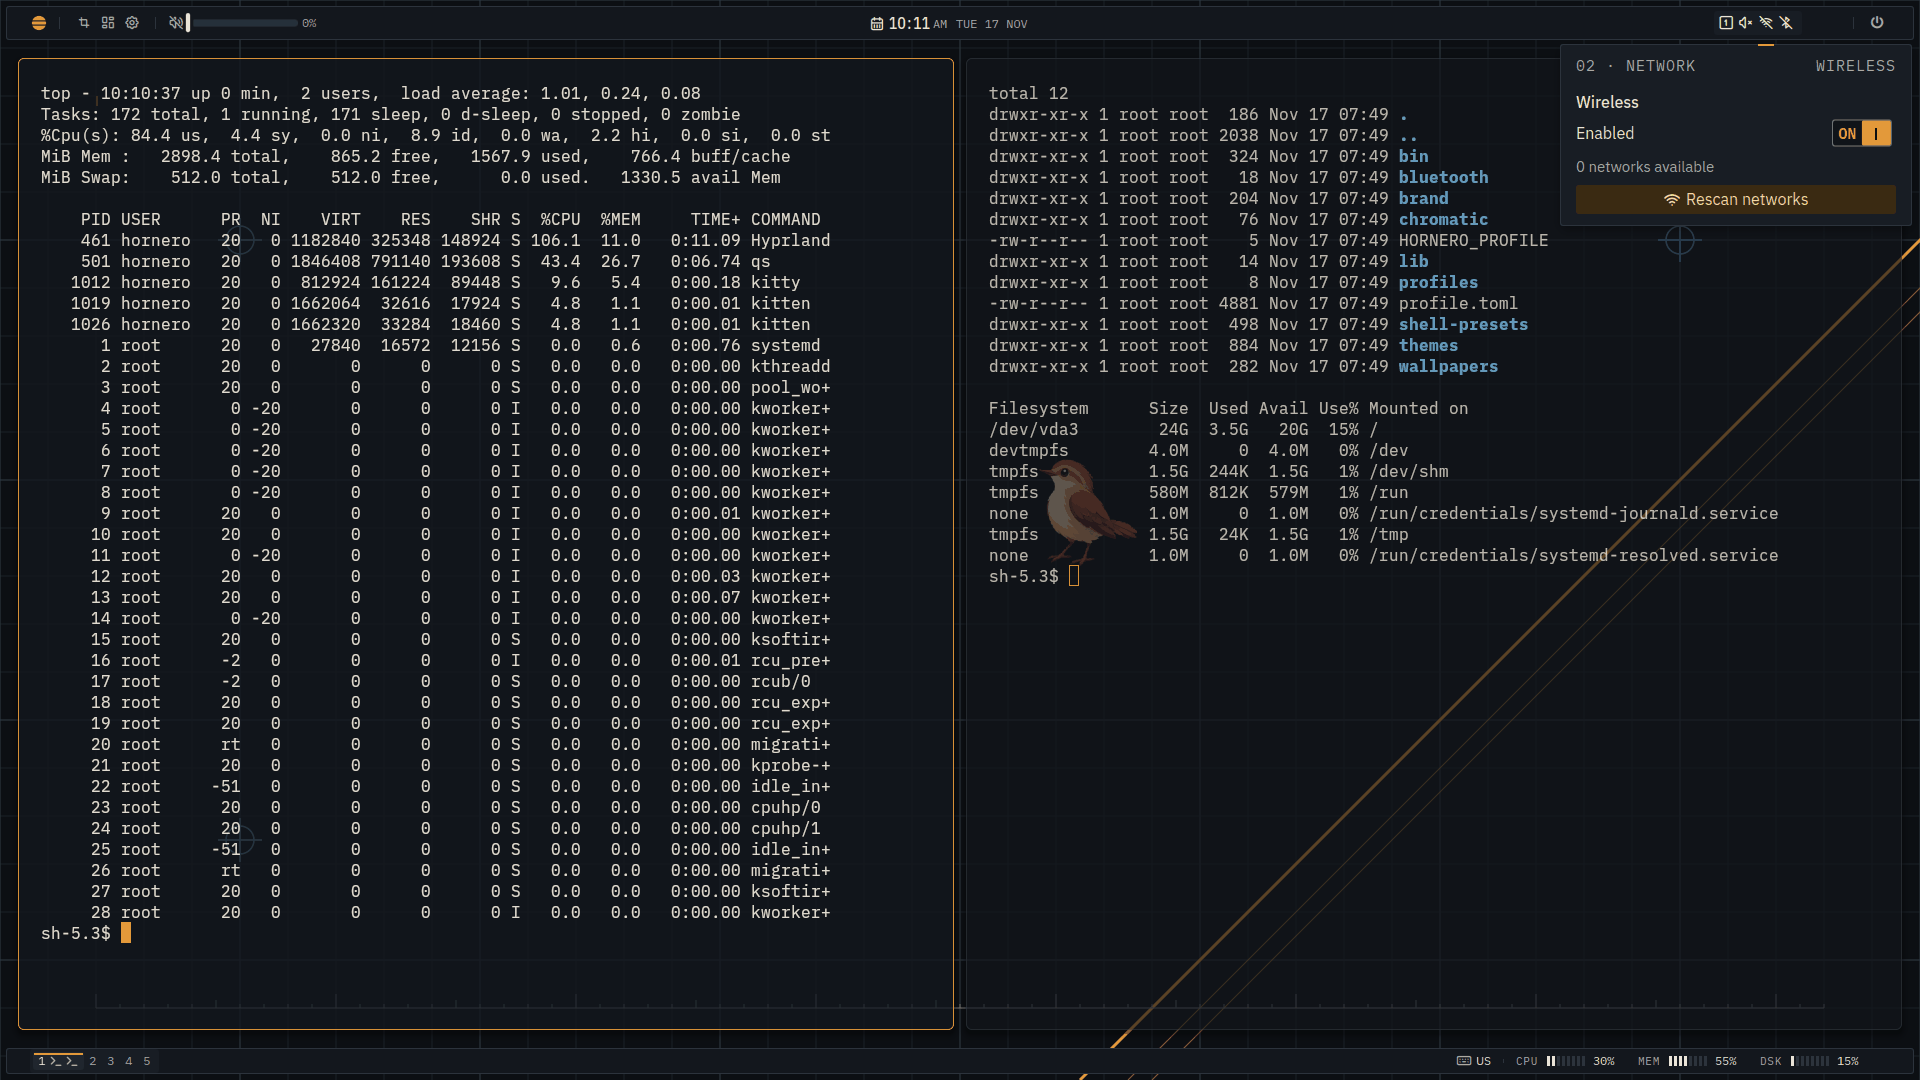 0%
10:11 AM TUE 17 NOV
1
top - 10:10:37 up 0 min,  2 users,  load average: 1.01, 0.24, 0.08
Tasks: 172 total, 1 running, 171 sleep, 0 d-sleep, 0 stopped, 0 zombie
%Cpu(s): 84.4 us,  4.4 sy,  0.0 ni,  8.9 id,  0.0 wa,  2.2 hi,  0.0 si,  0.0 st
MiB Mem :   2898.4 total,    865.2 free,   1567.9 used,    766.4 buff/cache
MiB Swap:    512.0 total,    512.0 free,      0.0 used.   1330.5 avail Mem
PID USER      PR  NI    VIRT    RES    SHR S  %CPU  %MEM     TIME+ COMMAND
461 hornero   20   0 1182840 325348 148924 S 106.1  11.0   0:11.09 Hyprland
501 hornero   20   0 1846408 791140 193608 S  43.4  26.7   0:06.74 qs
1012 hornero   20   0  812924 161224  89448 S   9.6   5.4   0:00.18 kitty
1019 hornero   20   0 1662064  32616  17924 S   4.8   1.1   0:00.01 kitten
1026 hornero   20   0 1662320  33284  18460 S   4.8   1.1   0:00.01 kitten
1 root      20   0   27840  16572  12156 S   0.0   0.6   0:00.76 systemd
2 root      20   0       0      0      0 S   0.0   0.0   0:00.00 kthreadd
3 root      20   0       0      0      0 S   0.0   0.0   0:00.00 pool_wo+
4 root       0 -20       0      0      0 I   0.0   0.0   0:00.00 kworker+
5 root       0 -20       0      0      0 I   0.0   0.0   0:00.00 kworker+
6 root       0 -20       0      0      0 I   0.0   0.0   0:00.00 kworker+
7 root       0 -20       0      0      0 I   0.0   0.0   0:00.00 kworker+
8 root       0 -20       0      0      0 I   0.0   0.0   0:00.00 kworker+
9 root      20   0       0      0      0 I   0.0   0.0   0:00.01 kworker+
10 root      20   0       0      0      0 I   0.0   0.0   0:00.00 kworker+
11 root       0 -20       0      0      0 I   0.0   0.0   0:00.00 kworker+
12 root      20   0       0      0      0 I   0.0   0.0   0:00.03 kworker+
13 root      20   0       0      0      0 I   0.0   0.0   0:00.07 kworker+
14 root       0 -20       0      0      0 I   0.0   0.0   0:00.00 kworker+
15 root      20   0       0      0      0 S   0.0   0.0   0:00.00 ksoftir+
16 root      -2   0       0      0      0 I   0.0   0.0   0:00.01 rcu_pre+
17 root      -2   0       0      0      0 S   0.0   0.0   0:00.00 rcub/0
18 root      20   0       0      0      0 S   0.0   0.0   0:00.00 rcu_exp+
19 root      20   0       0      0      0 S   0.0   0.0   0:00.00 rcu_exp+
20 root      rt   0       0      0      0 S   0.0   0.0   0:00.00 migrati+
21 root      20   0       0      0      0 S   0.0   0.0   0:00.00 kprobe-+
22 root     -51   0       0      0      0 S   0.0   0.0   0:00.00 idle_in+
23 root      20   0       0      0      0 S   0.0   0.0   0:00.00 cpuhp/0
24 root      20   0       0      0      0 S   0.0   0.0   0:00.00 cpuhp/1
25 root     -51   0       0      0      0 S   0.0   0.0   0:00.00 idle_in+
26 root      rt   0       0      0      0 S   0.0   0.0   0:00.00 migrati+
27 root      20   0       0      0      0 S   0.0   0.0   0:00.00 ksoftir+
28 root      20   0       0      0      0 I   0.0   0.0   0:00.00 kworker+
sh-5.3$
total 12
drwxr-xr-x 1 root root  186 Nov 17 07:49 .
drwxr-xr-x 1 root root 2038 Nov 17 07:49 ..
drwxr-xr-x 1 root root  324 Nov 17 07:49 bin
drwxr-xr-x 1 root root   18 Nov 17 07:49 bluetooth
drwxr-xr-x 1 root root  204 Nov 17 07:49 brand
drwxr-xr-x 1 root root   76 Nov 17 07:49 chromatic
-rw-r--r-- 1 root root    5 Nov 17 07:49 HORNERO_PROFILE
drwxr-xr-x 1 root root   14 Nov 17 07:49 lib
drwxr-xr-x 1 root root    8 Nov 17 07:49 profiles
-rw-r--r-- 1 root root 4881 Nov 17 07:49 profile.toml
drwxr-xr-x 1 root root  498 Nov 17 07:49 shell-presets
drwxr-xr-x 1 root root  884 Nov 17 07:49 themes
drwxr-xr-x 1 root root  282 Nov 17 07:49 wallpapers
Filesystem      Size  Used Avail Use% Mounted on
/dev/vda3        24G  3.5G   20G  15% /
devtmpfs        4.0M     0  4.0M   0% /dev
tmpfs           1.5G  244K  1.5G   1% /dev/shm
tmpfs           580M  812K  579M   1% /run
none            1.0M     0  1.0M   0% /run/credentials/systemd-journald.service
tmpfs           1.5G   24K  1.5G   1% /tmp
none            1.0M     0  1.0M   0% /run/credentials/systemd-resolved.service
sh-5.3$
02 · NETWORK WIRELESS
Wireless
Enabled ON
0 networks available
Rescan networks
1 2 3 4 5
US CPU 30% MEM 55% DSK 15%